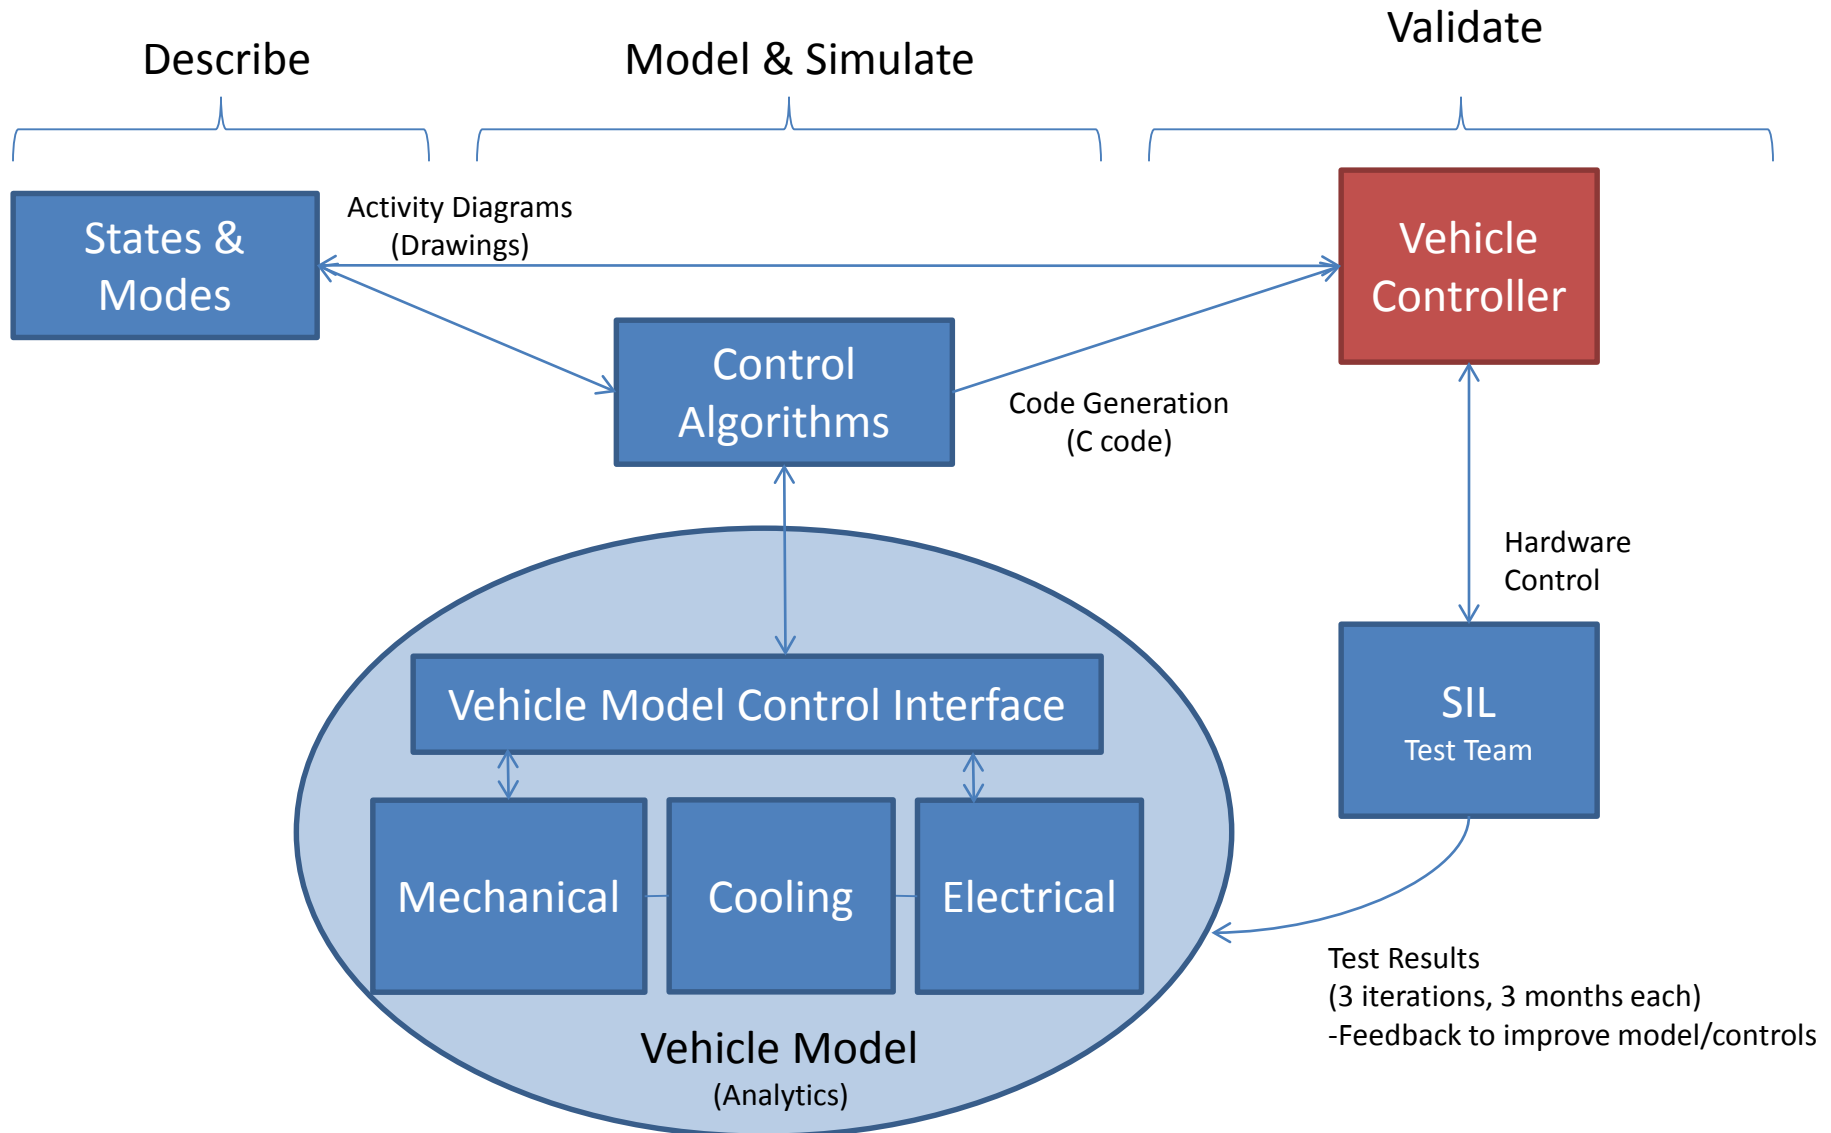 Describe
Model & Simulate
Validate
States &
Modes
Activity Diagrams
(Drawings)
Vehicle
Controller
Control
Algorithms
Code Generation
(C code)
Hardware
Control
Vehicle Model Control Interface
SIL
Test Team
Mechanical
Cooling
Electrical
Test Results
(3 iterations, 3 months each)
-Feedback to improve model/controls
Vehicle Model
(Analytics)